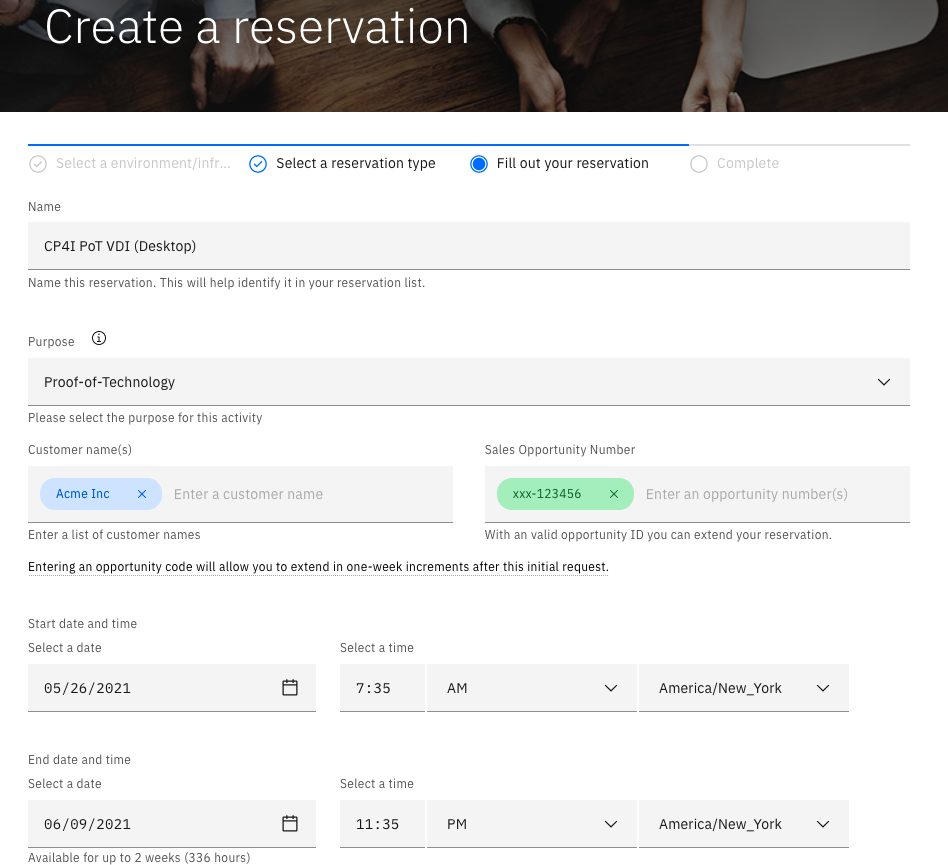 Create a reservation
Select a environment/infr...
Select a reservation type
Fill out your reservation
Complete
Name
CP4I PoT VDI (Desktop)
Name this reservation. This will help identify it in your reservation list.
Purpose
Proof-of-Technology
Please select the purpose for this activity
Customer name(s)
Sales Opportunity Number
Acme Inc
Enter a customer name
xxx-123456
Enter an opportunity number(s)
Enter a list of customer names
With an valid opportunity ID you can extend your reservation.
Entering an opportunity code will allow you to extend in one-week increments after this initial request.
Start date and time
Select a date
Select a time
05/26/2021
7:35
AM
America/New_York
End date and time
Select a date
Select a time
06/09/2021
11:35
PM
America/New_York
Available for up to 2 weeks (336 hours)